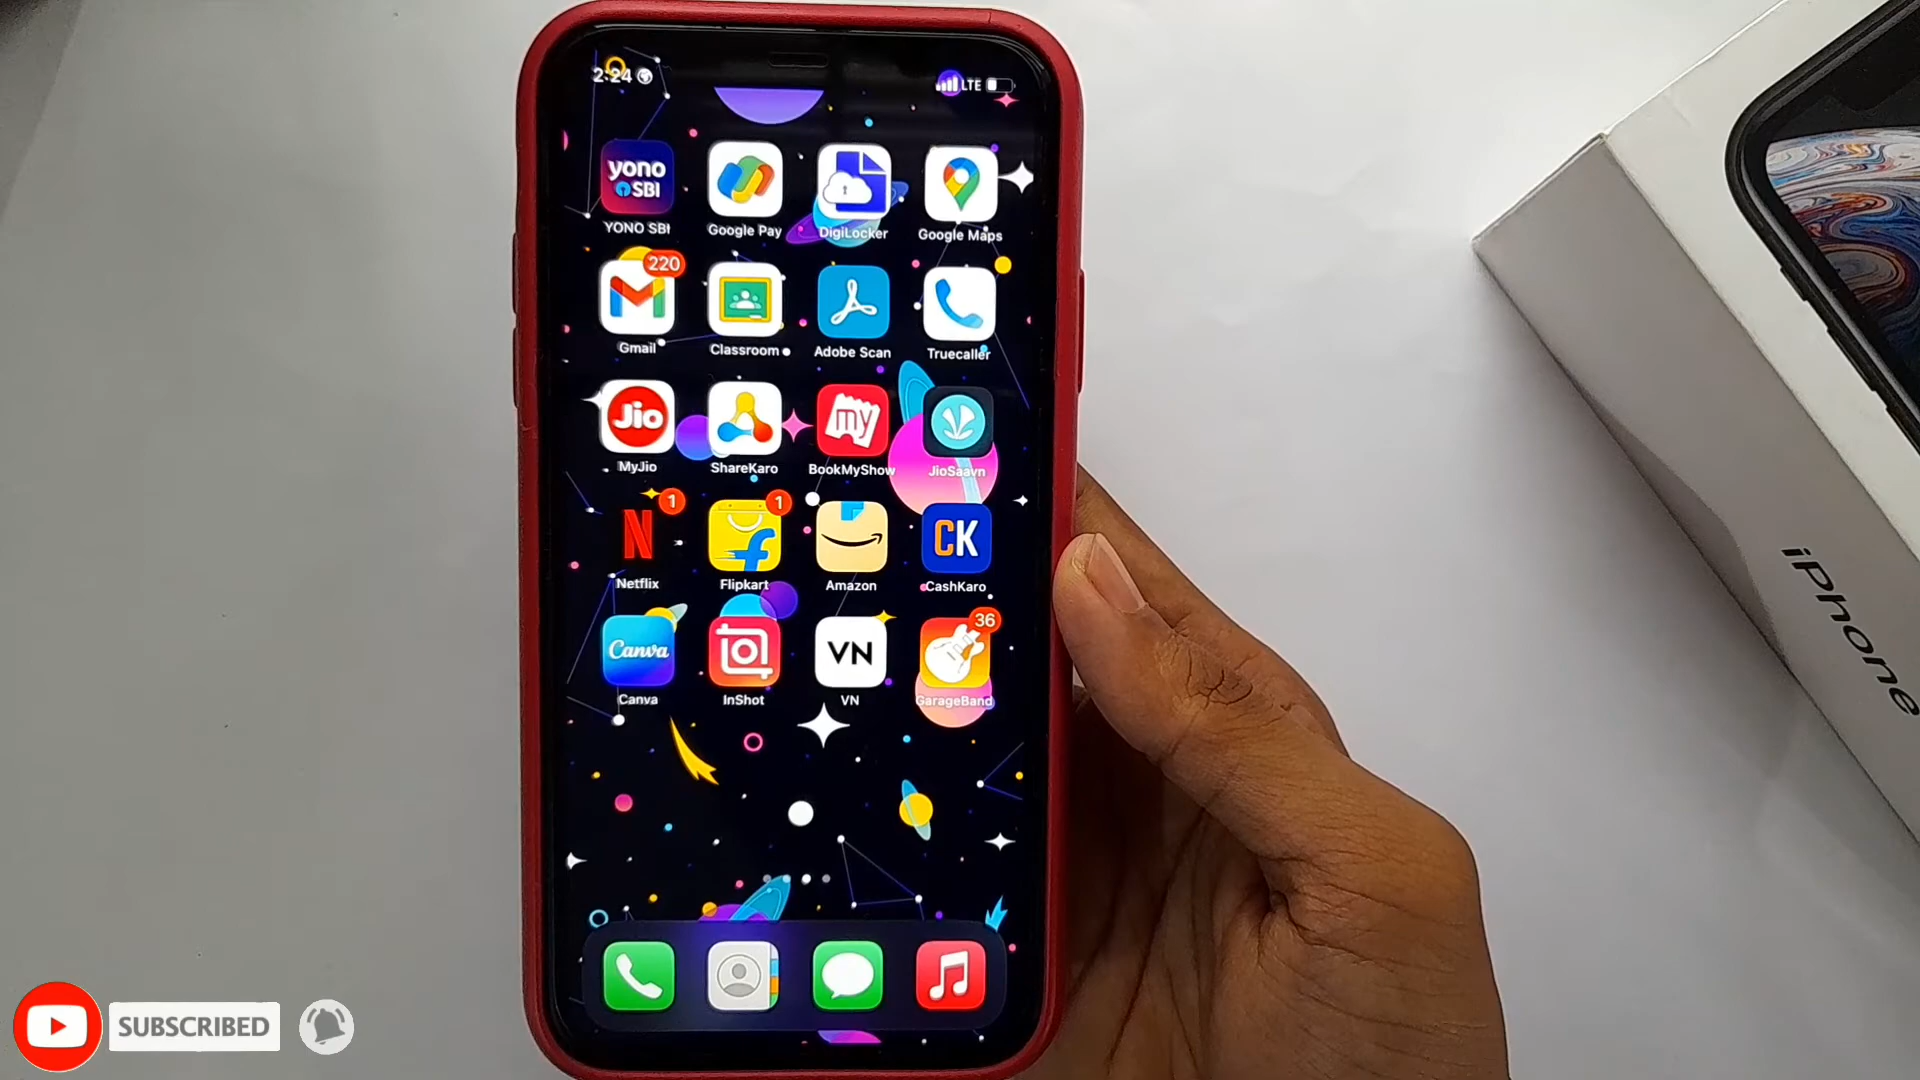 2:24
LTE
yono
SBI
YONO SBI
Google Pay
DigiLocker
Google Maps
220
Gmail
Classroom
Adobe Scan
Truecaller
Jio
my
MyJio
ShareKaro
BookMyShow
JioSaavn
N
1
1
CK
Netflix
Flipkart
Amazon
CashKaro
Canva
VN
36
Canva
InShot
VN
GarageBand
iPhone
SUBSCRIBED